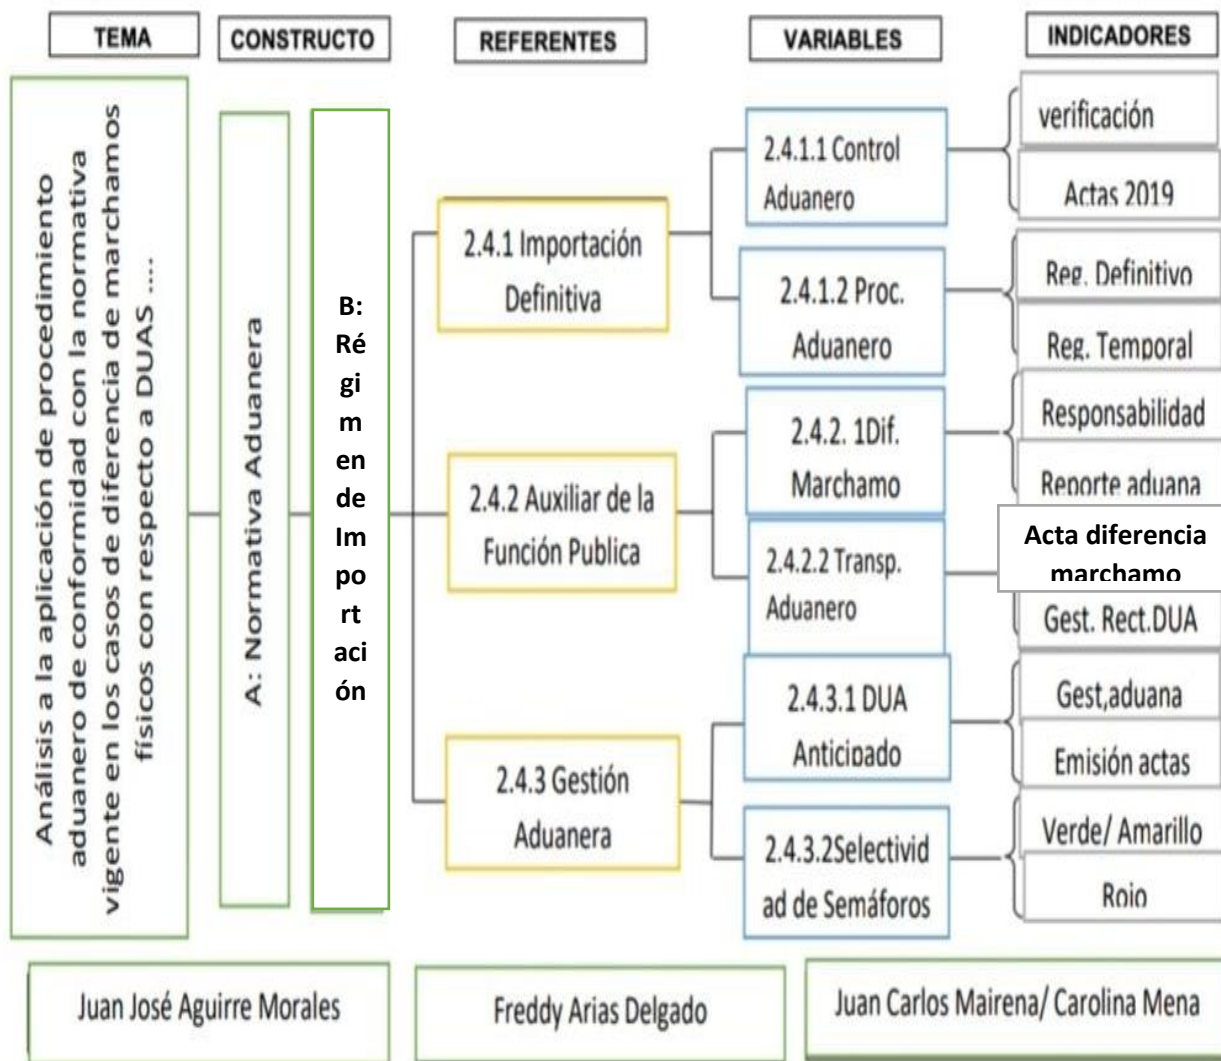 TEMA
CONSTRUCTO
REFERENTES
VARIABLES
INDICADORES
Análisis a la aplicación de procedimiento
aduanero de conformidad con la normativa
vigente en los casos de diferencia de marchamos
físicos con respecto a DUAS ....
A: Normativa Aduanera
B:
Ré
gi
m
en
de
Im
po
rt
aci
ón
2.4.1 Importación
Definitiva
2.4.2 Auxiliar de la
Función Publica
2.4.3 Gestión
Aduanera
2.4.1.1 Control
Aduanero
2.4.1.2 Proc.
Aduanero
2.4.2. 1Dif.
Marchamo
2.4.2.2 Transp.
Aduanero
2.4.3.1 DUA
Anticipado
2.4.3.2Selectivid
ad de Semáforos
verificación
Actas 2019
Reg. Definitivo
Reg. Temporal
Responsabilidad
Reporte aduana
Acta diferencia
marchamo
Gest. Rect.DUA
Gest,aduana
Emisión actas
Verde/ Amarillo
Rojo
Juan José Aguirre Morales
Freddy Arias Delgado
Juan Carlos Mairena/ Carolina Mena